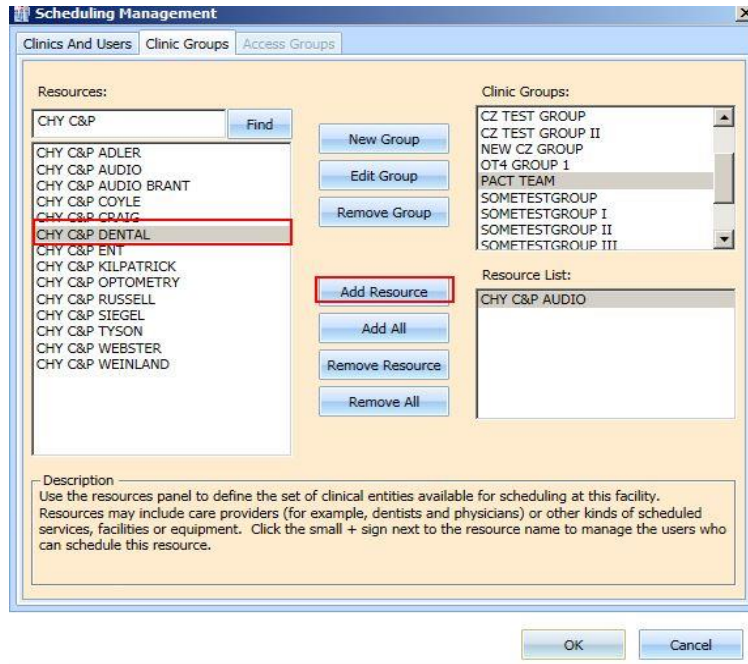 Scheduling Management
Clinics And Users
Clinic Groups
Access Groups
Resources:
CHY C&P
Find
CHY C&P ADLER
CHY C&P AUDIO
CHY C&P AUDIO BRANT
CHY C&P COYLE
CHY C&P CRAIG
CHY C&P DENTAL
CHY C&P ENT
CHY C&P KILPATRICK
CHY C&P OPTOMETRY
CHY C&P RUSSELL
CHY C&P SIEGEL
CHY C&P TYSON
CHY C&P WEBSTER
CHY C&P WEINLAND
New Group
Edit Group
Remove Group
Add Resource
Add All
Remove Resource
Remove All
Clinic Groups:
CZ TEST GROUP
CZ TEST GROUP II
NEW CZ GROUP
OT4 GROUP 1
PACT TEAM
SOMETESTGROUP
SOMETESTGROUP I
SOMETESTGROUP II
SOMETESTGROUP III
Resource List:
CHY C&P AUDIO
Description
Use the resources panel to define the set of clinical entities available for scheduling at this facility.
Resources may include care providers (for example, dentists and physicians) or other kinds of scheduled
services, facilities or equipment. Click the small + sign next to the resource name to manage the users who
can schedule this resource.
OK
Cancel